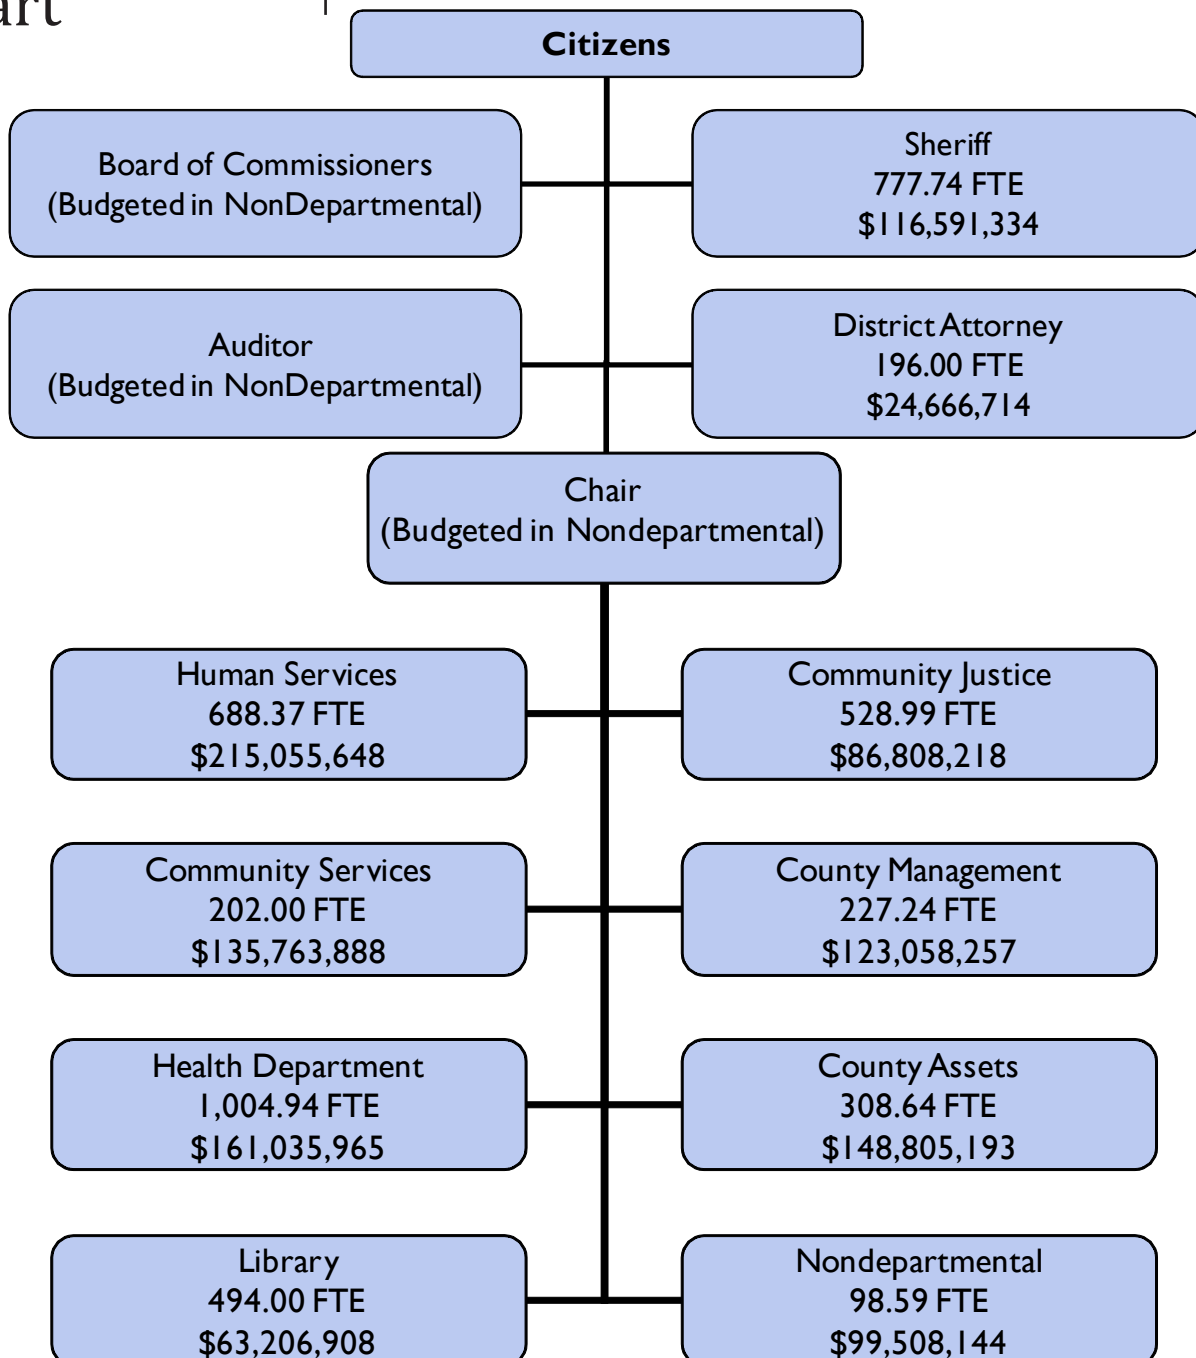 art
Citizens
Board of Commissioners
(Budgeted in NonDepartmental)
Sheriff
777.74 FTE
$116,591,334
Auditor
(Budgeted in NonDepartmental)
District Attorney
196.00 FTE
$24,666,714
Chair
(Budgeted in Nondepartmental)
Human Services
688.37 FTE
$215,055,648
Community Justice
528.99 FTE
$86,808,218
Community Services
202.00 FTE
$135,763,888
County Management
227.24 FTE
$123,058,257
Health Department
1,004.94 FTE
$161,035,965
County Assets
308.64 FTE
$148,805,193
Library
494.00 FTE
$63,206,908
Nondepartmental
98.59 FTE
$99,508,144